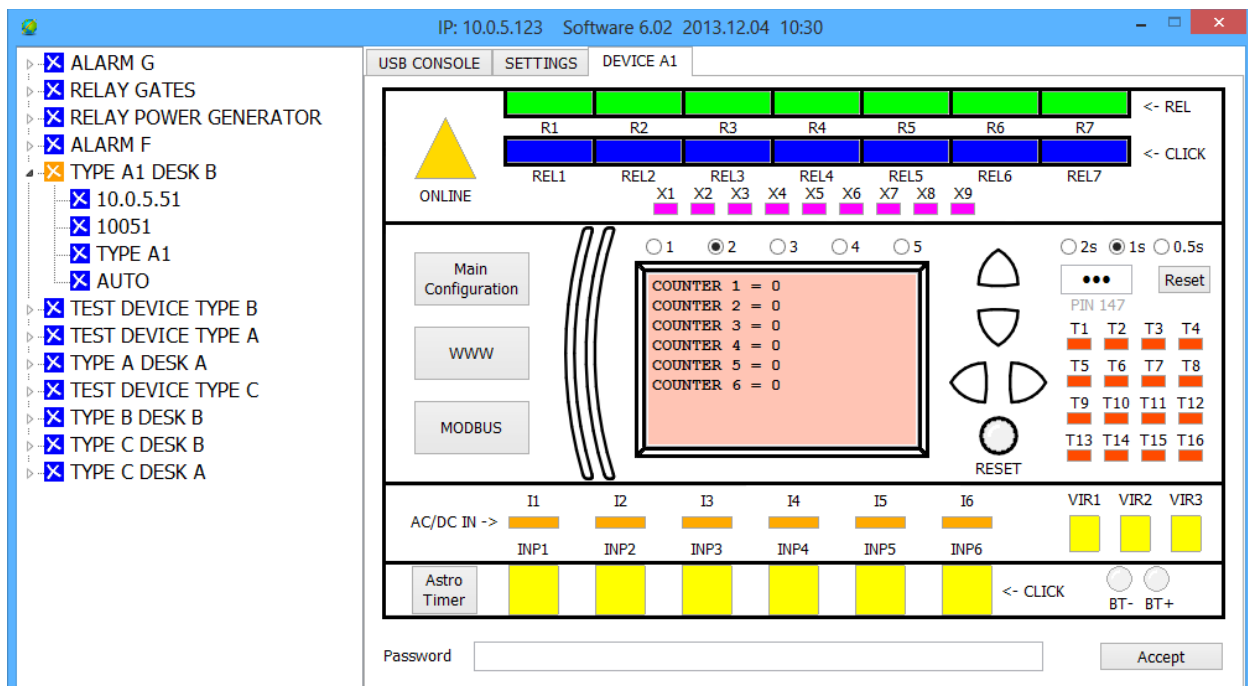 IP: 10.0.5.123 Software 6.02 2013.12.04 10:30
ALARM G
RELAY GATES
RELAY POWER GENERATOR
ALARM F
TYPE A1 DESK B
10.0.5.51
10051
TYPE A1
AUTO
TEST DEVICE TYPE B
TEST DEVICE TYPE A
TYPE A DESK A
TEST DEVICE TYPE C
TYPE B DESK B
TYPE C DESK B
TYPE C DESK A
USB CONSOLE SETTINGS DEVICE A1
<- REL
R1 R2 R3 R4 R5 R6 R7
<- CLICK
REL1 REL2 REL3 REL4 REL5 REL6 REL7
ONLINE
X1 X2 X3 X4 X5 X6 X7 X8 X9
1 2 3 4 5
2s 1s 0.5s
Main
Configuration
WWW
MODBUS
COUNTER 1 = 0
COUNTER 2 = 0
COUNTER 3 = 0
COUNTER 4 = 0
COUNTER 5 = 0
COUNTER 6 = 0
RESET
••• Reset
PIN 147
T1 T2 T3 T4
T5 T6 T7 T8
T9 T10 T11 T12
T13 T14 T15 T16
I1 I2 I3 I4 I5 I6 VIR1 VIR2 VIR3
AC/DC IN ->
INP1 INP2 INP3 INP4 INP5 INP6
Astro
Timer
<- CLICK
BT- BT+
Password Accept